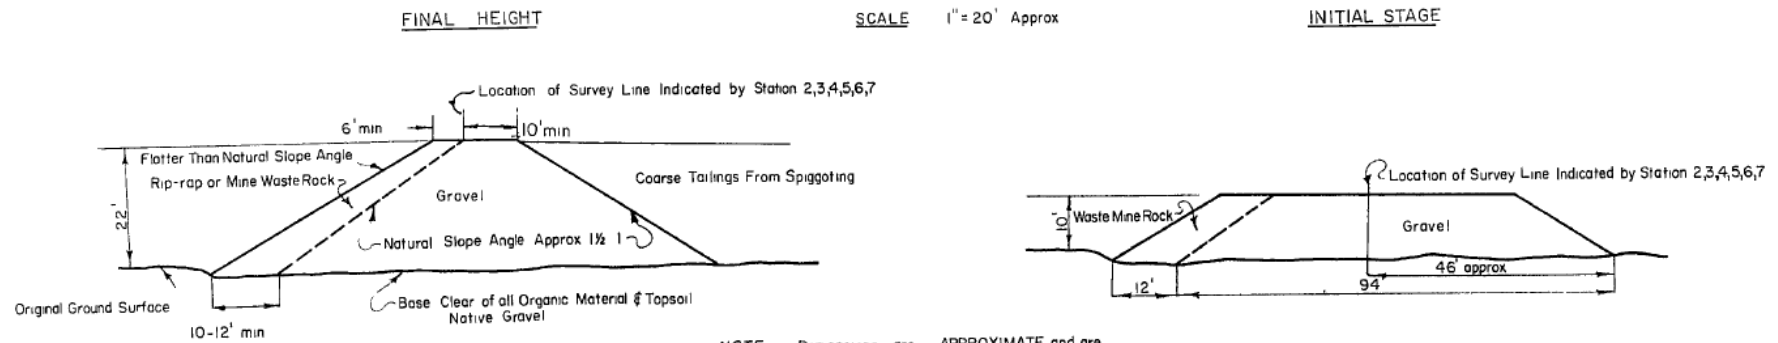 FINAL HEIGHT
SCALE 1"=20' Approx
INITIAL STAGE
Location of Survey Line Indicated by Station 2,3,4,5,6,7
6' min
10' min
Flatter Than Natural Slope Angle
Rip-rap or Mine Waste Rock
Coarse Tailings From Spiggoting
Gravel
22'
Natural Slope Angle Approx 1½ 1
Original Ground Surface
Base Clear of all Organic Material & Topsoil
Native Gravel
10-12' min
Location of Survey Line Indicated by Station 2,3,4,5,6,7
10'
Waste Mine Rock
Gravel
46' approx
12'
94'
NOTE APPROXIMATE and are